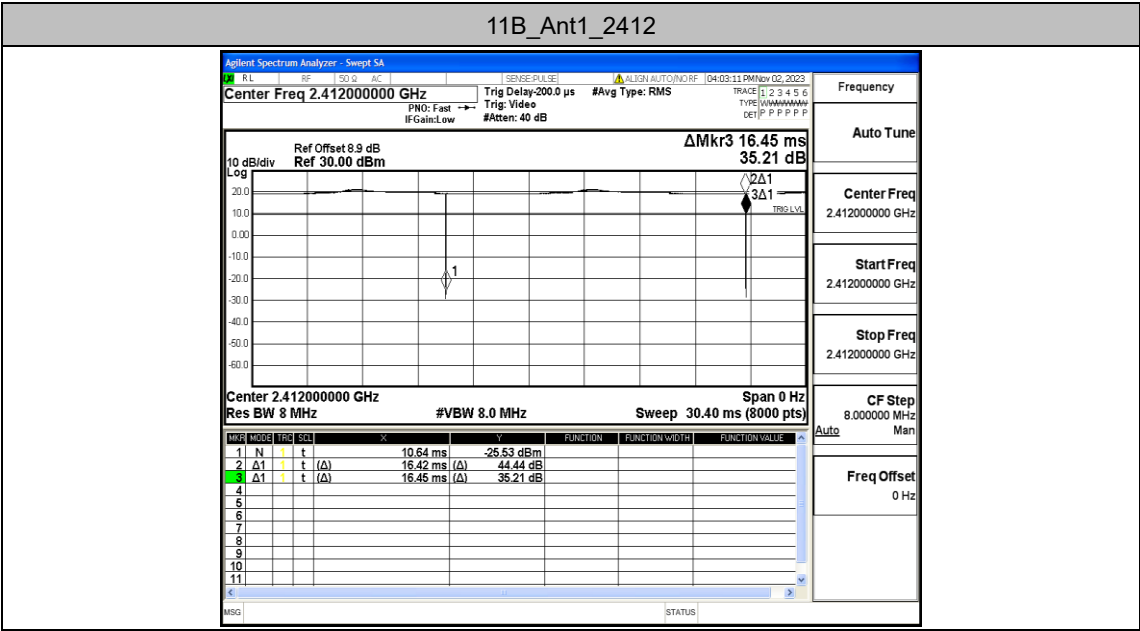 11B_Ant1_2412
Agilent Spectrum Analyzer - Swept SA
LXI RL RF 50 Ω AC SENSE:PULSE ALIGN AUTO/NO RF 04:03:11 PM Nov 02, 2023
Center Freq 2.412000000 GHz
PNO: Fast
IFGain:Low
Trig Delay-200.0 µs
Trig: Video
#Atten: 40 dB
#Avg Type: RMS
TRACE 1 2 3 4 5 6
TYPE WWWWWW
DET P P P P P P
ΔMkr3 16.45 ms
35.21 dB
Ref Offset 8.9 dB
10 dB/div Ref 30.00 dBm
Log
20.0
10.0
0.00
-10.0
-20.0
-30.0
-40.0
-50.0
-60.0
2Δ1
3Δ1
TRIG LVL
1
Center 2.412000000 GHz Span 0 Hz
Res BW 8 MHz #VBW 8.0 MHz Sweep 30.40 ms (8000 pts)
MKR MODE TRC SCL X Y FUNCTION FUNCTION WIDTH FUNCTION VALUE
1 N 1 t 10.64 ms -25.53 dBm
2 Δ1 1 t (Δ) 16.42 ms (Δ) 44.44 dB
3 Δ1 1 t (Δ) 16.45 ms (Δ) 35.21 dB
4
5
6
7
8
9
10
11
MSG STATUS
Frequency
Auto Tune
Center Freq
2.412000000 GHz
Start Freq
2.412000000 GHz
Stop Freq
2.412000000 GHz
CF Step
8.000000 MHz
Auto Man
Freq Offset
0 Hz